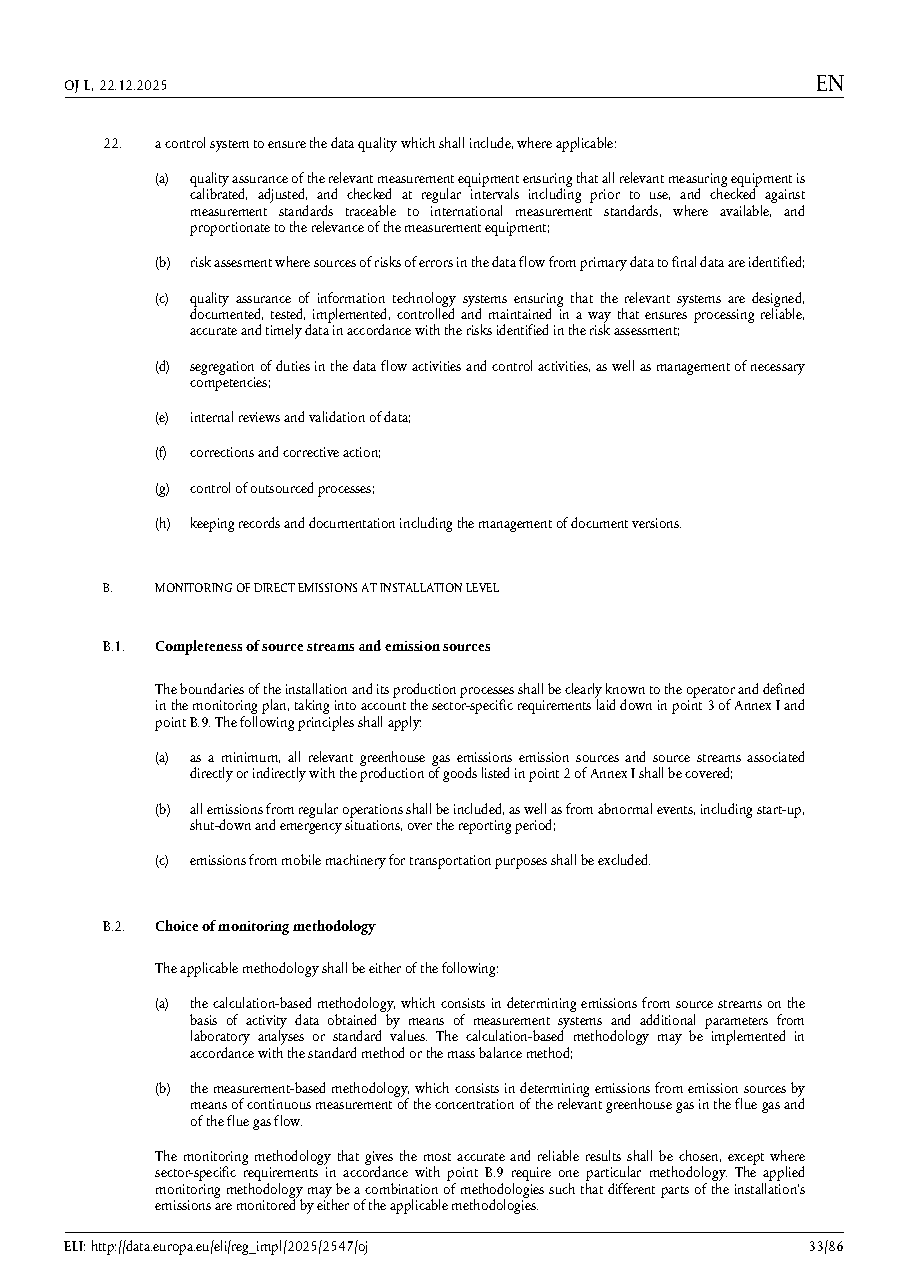 OJ L, 22.12.2025
EN
22. a control system to ensure the data quality which shall include, where applicable:
(a) quality assurance of the relevant measurement equipment ensuring that all relevant measuring equipment is
calibrated, adjusted, and checked at regular intervals including prior to use, and checked against
measurement standards traceable to international measurement standards, where available, and
proportionate to the relevance of the measurement equipment;
(b) risk assesment where sources of risks of errors in the data flow from primary data to final data are identified;
(c) quality assurance of information technology systems ensuring that the relevant systems are designed,
documented, tested, implemented, controlled and maintained in a way that ensures processing reliable,
accurate and timely data in accordance with the risks identified in the risk assessment;
(d) segregation of duties in the data flow activities and control activities, as well as management of necessary
competencies;
(e) internal reviews and validation of data;
(f) corrections and corrective action;
(g) control of outsourced processes;
(h) keeping records and documentation including the management of document versions.
B. MONITORING OF DIRECT EMISSIONS AT INSTALLATION LEVEL
B.1. Completeness of source streams and emission sources
The boundaries of the installation and its production processes shall be clearly known to the operator and defined
in the monitoring plan, taking into account the sector-specific requirements laid down in point 3 of Annex I and
point B.9. The following principles shall apply:
(a) as a minimum, all relevant greenhouse gas emissions emission sources and source streams associated
directly or indirectly with the production of goods listed in point 2 of Annex I shall be covered;
(b) all emissions from regular operations shall be included, as well as from abnormal events, including start-up,
shut-down and emergency situations, over the reporting period;
(c) emissions from mobile machinery for transportation purposes shall be excluded.
B.2. Choice of monitoring methodology
The applicable methodology shall be either of the following:
(a) the calculation-based methodology, which consists in determining emissions from source streams on the
basis of activity data obtained by means of measurement systems and additional parameters from
laboratory analyses or standard values. The calculation-based methodology may be implemented in
accordance with the standard method or the mass balance method;
(b) the measurement-based methodology, which consists in determining emissions from emission sources by
means of continuous measurement of the concentration of the relevant greenhouse gas in the flue gas and
of the flue gas flow.
The monitoring methodology that gives the most accurate and reliable results shall be chosen, except where
sector-specific requirements in accordance with point B.9 require one particular methodology. The applied
monitoring methodology may be a combination of methodologies such that different parts of the installation's
emissions are monitored by either of the applicable methodologies.
ELI: http://data.europa.eu/eli/reg_impl/2025/2547/oj
33/86